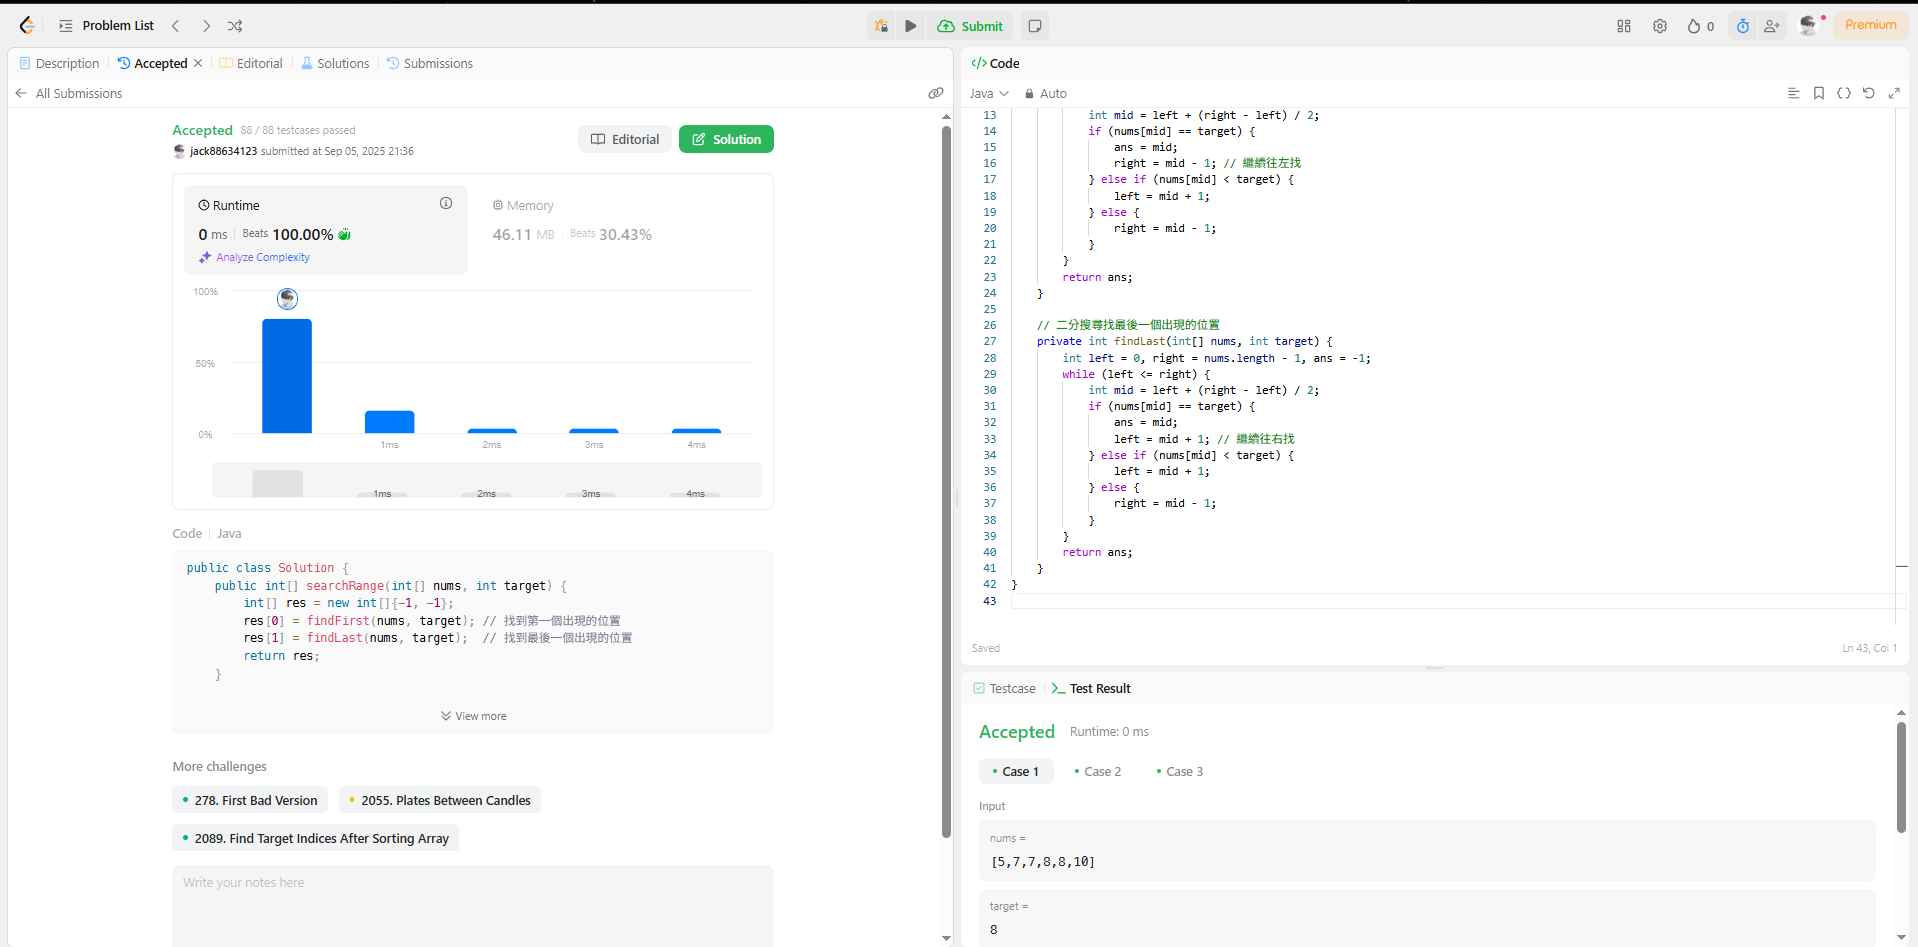 Problem List
Submit
0
Premium
Description
Accepted
Editorial
Solutions
Submissions
All Submissions
Accepted 88 / 88 testcases passed
jack88634123 submitted at Sep 05, 2025 21:36
Editorial
Solution
Runtime
0 ms Beats 100.00%
Analyze Complexity
Memory
46.11 MB Beats 30.43%
100%
50%
0%
1ms 2ms 3ms 4ms
1ms 2ms 3ms 4ms
Code Java
public class Solution {
    public int[] searchRange(int[] nums, int target) {
        int[] res = new int[]{-1, -1};
        res[0] = findFirst(nums, target); // 找到第一個出現的位置
        res[1] = findLast(nums, target);  // 找到最後一個出現的位置
        return res;
    }
View more
More challenges
278. First Bad Version
2055. Plates Between Candles
2089. Find Target Indices After Sorting Array
Write your notes here
Code
Java Auto
13             int mid = left + (right - left) / 2;
14             if (nums[mid] == target) {
15                 ans = mid;
16                 right = mid - 1; // 繼續往左找
17             } else if (nums[mid] < target) {
18                 left = mid + 1;
19             } else {
20                 right = mid - 1;
21             }
22         }
23         return ans;
24     }
25
26     // 二分搜尋找最後一個出現的位置
27     private int findLast(int[] nums, int target) {
28         int left = 0, right = nums.length - 1, ans = -1;
29         while (left <= right) {
30             int mid = left + (right - left) / 2;
31             if (nums[mid] == target) {
32                 ans = mid;
33                 left = mid + 1; // 繼續往右找
34             } else if (nums[mid] < target) {
35                 left = mid + 1;
36             } else {
37                 right = mid - 1;
38             }
39         }
40         return ans;
41     }
42 }
43
Saved
Ln 43, Col 1
Testcase
Test Result
Accepted Runtime: 0 ms
Case 1
Case 2
Case 3
Input
nums =
[5,7,7,8,8,10]
target =
8